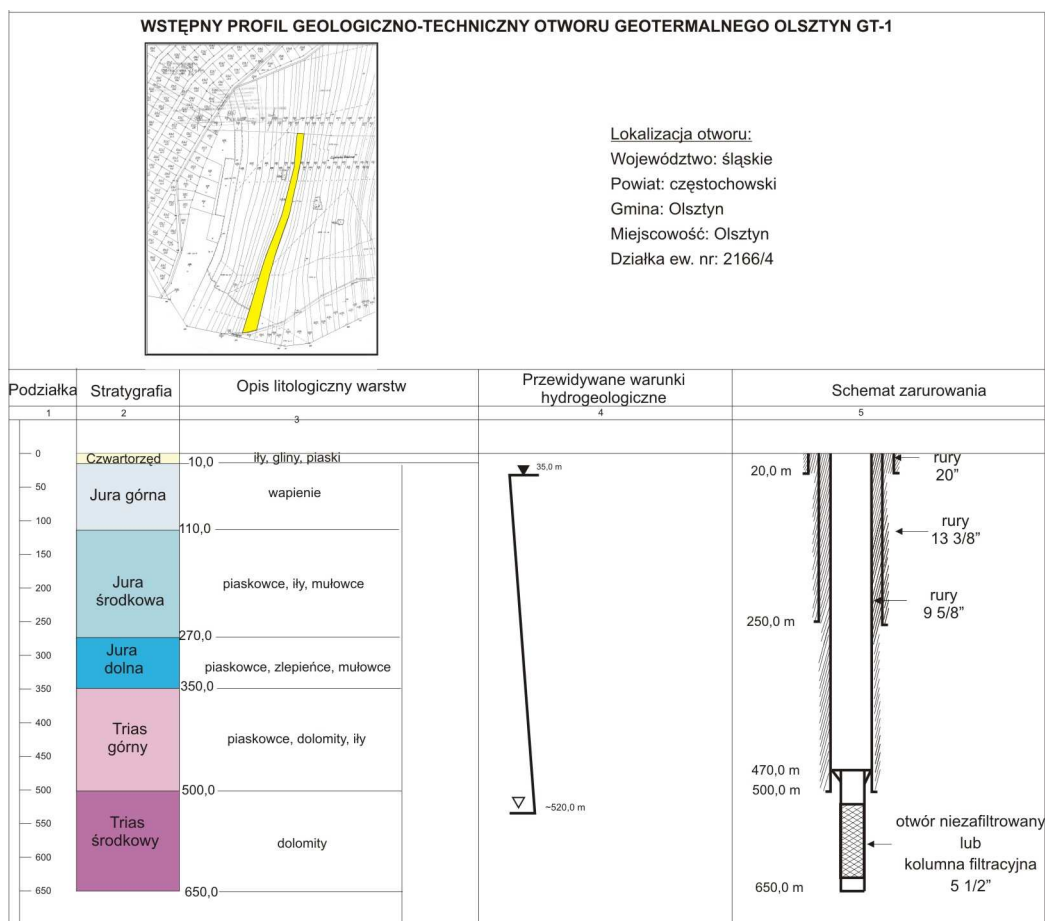 WSTĘPNY PROFIL GEOLOGICZNO-TECHNICZNY OTWORU GEOTERMALNEGO OLSZTYN GT-1
Lokalizacja otworu:
Województwo: śląskie
Powiat: częstochowski
Gmina: Olsztyn
Miejscowość: Olsztyn
Działka ew. nr: 2166/4
Podziałka
Stratygrafia
Opis litologiczny warstw
Przewidywane warunki
hydrogeologiczne
Schemat zarurowania
1
2
3
4
5
0
50
100
150
200
250
300
350
400
450
500
550
600
650
Czwartorzęd
Jura górna
Jura
środkowa
Jura
dolna
Trias
górny
Trias
środkowy
10,0
110,0
270,0
350,0
500,0
650,0
iły, gliny, piaski
wapienie
piaskowce, iły, mułowce
piaskowce, zlepieńce, mułowce
piaskowce, dolomity, iły
dolomity
35,0 m
~520,0 m
20,0 m
250,0 m
470,0 m
500,0 m
650,0 m
rury
20”
rury
13 3/8”
rury
9 5/8”
otwór niezafiltrowany
lub
kolumna filtracyjna
5 1/2”